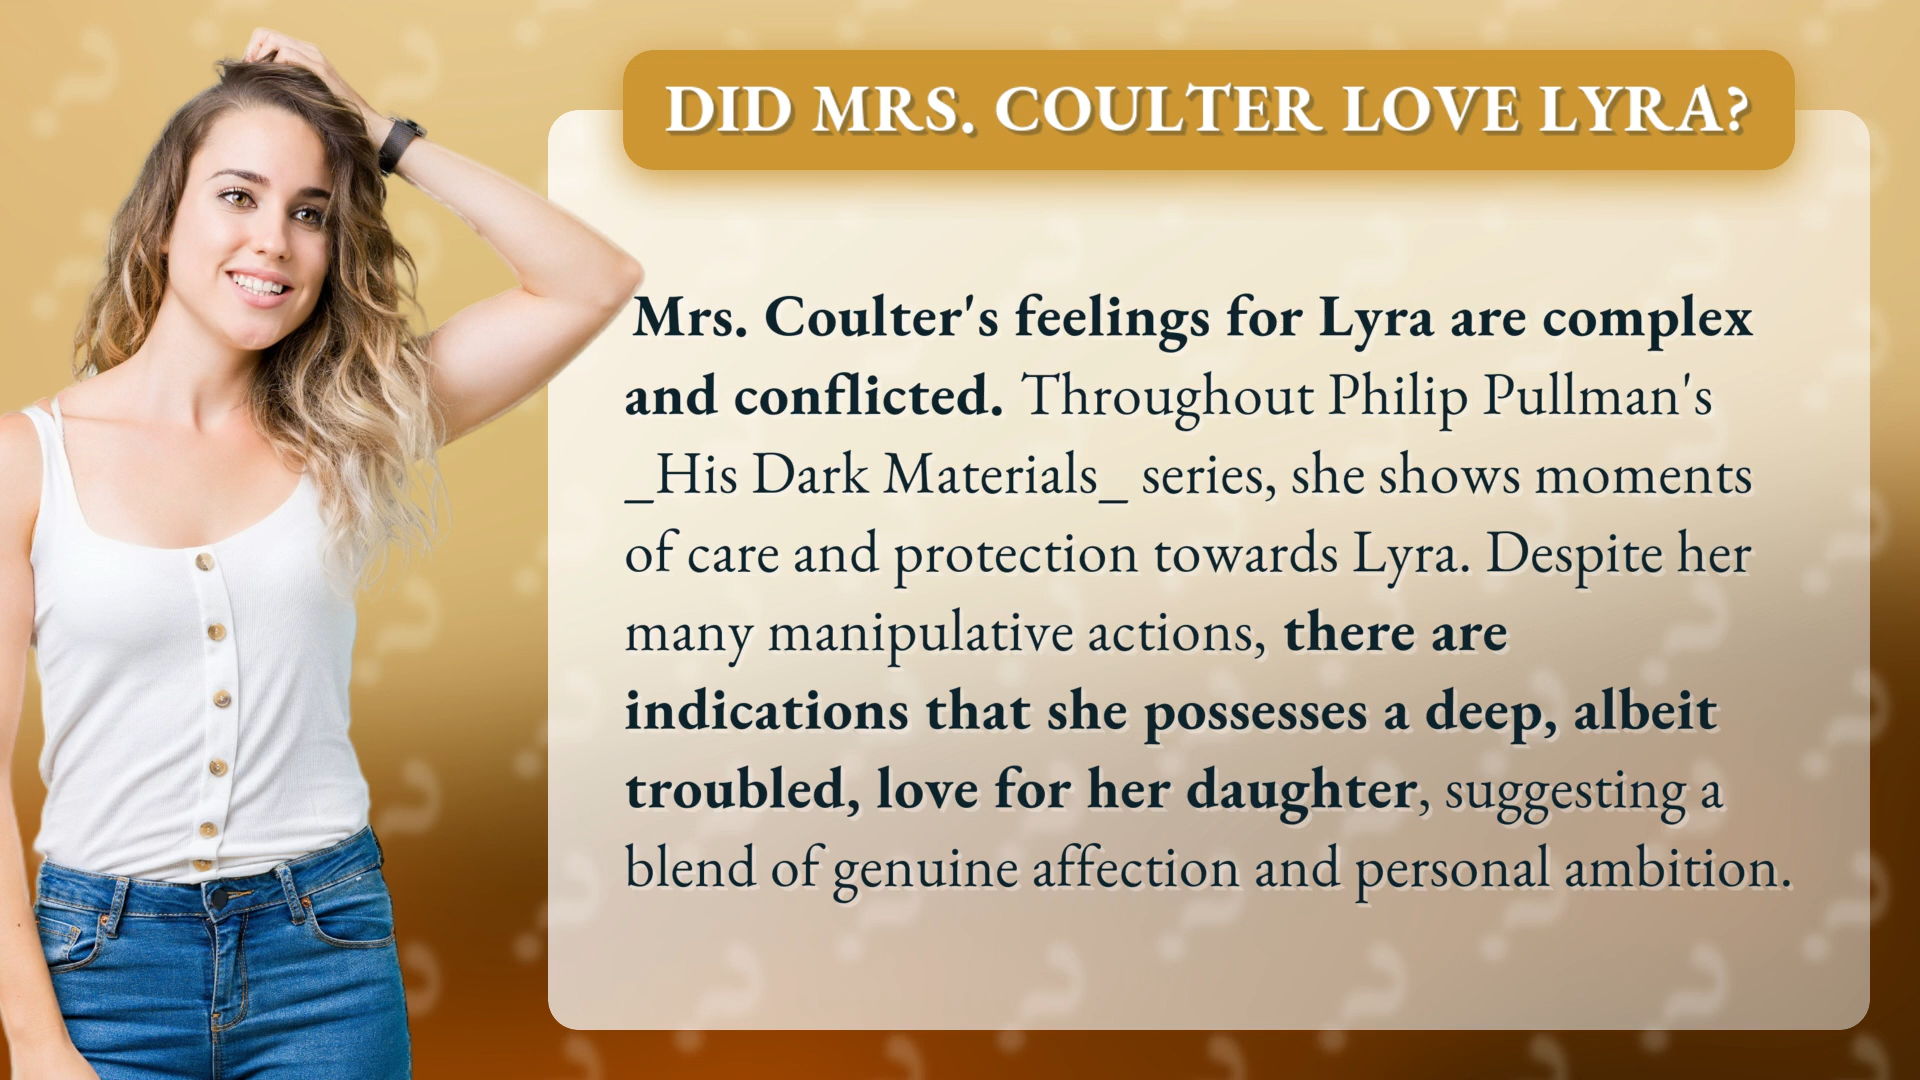 DID MRS. COULTER LOVE LYRA?
Mrs. Coulter's feelings for Lyra are complex
and conflicted. Throughout Philip Pullman's
_His Dark Materials_ series, she shows moments
of care and protection towards Lyra. Despite her
many manipulative actions, there are
indications that she possesses a deep, albeit
troubled, love for her daughter, suggesting a
blend of genuine affection and personal ambition.